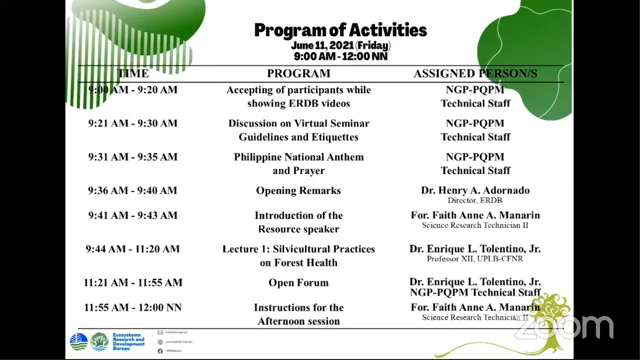 Program of Activities
June 11, 2021 (Friday)
9:00 AM - 12:00 NN
TIME PROGRAM ASSIGNED PERSON/S
9:00 AM - 9:20 AM Accepting of participants while NGP-PQPM
showing ERDB videos Technical Staff
9:21 AM - 9:30 AM Discussion on Virtual Seminar NGP-PQPM
Guidelines and Etiquettes Technical Staff
9:31 AM - 9:35 AM Philippine National Anthem NGP-PQPM
and Prayer Technical Staff
9:36 AM - 9:40 AM Opening Remarks Dr. Henry A. Adornado
Director, ERDB
9:41 AM - 9:43 AM Introduction of the For. Faith Anne A. Manarin
Resource speaker Science Research Technician II
9:44 AM - 11:20 AM Lecture 1: Silvicultural Practices Dr. Enrique L. Tolentino, Jr.
on Forest Health Professor XII, UPLB-CFNR
11:21 AM - 11:55 AM Open Forum Dr. Enrique L. Tolentino, Jr.
NGP-PQPM Technical Staff
11:55 AM - 12:00 NN Instructions for the For. Faith Anne A. Manarin
Afternoon session Science Research Technician II
Ecosystems
Research and
Development
Bureau
zoom